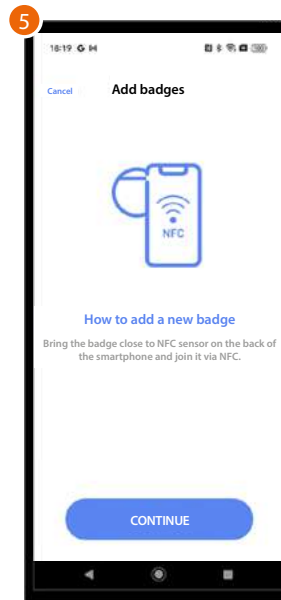 5
18:19 G
Cancel
Add badges
NFC
How to add a new badge
Bring the badge close to NFC sensor on the back of
the smartphone and join it via NFC.
CONTINUE